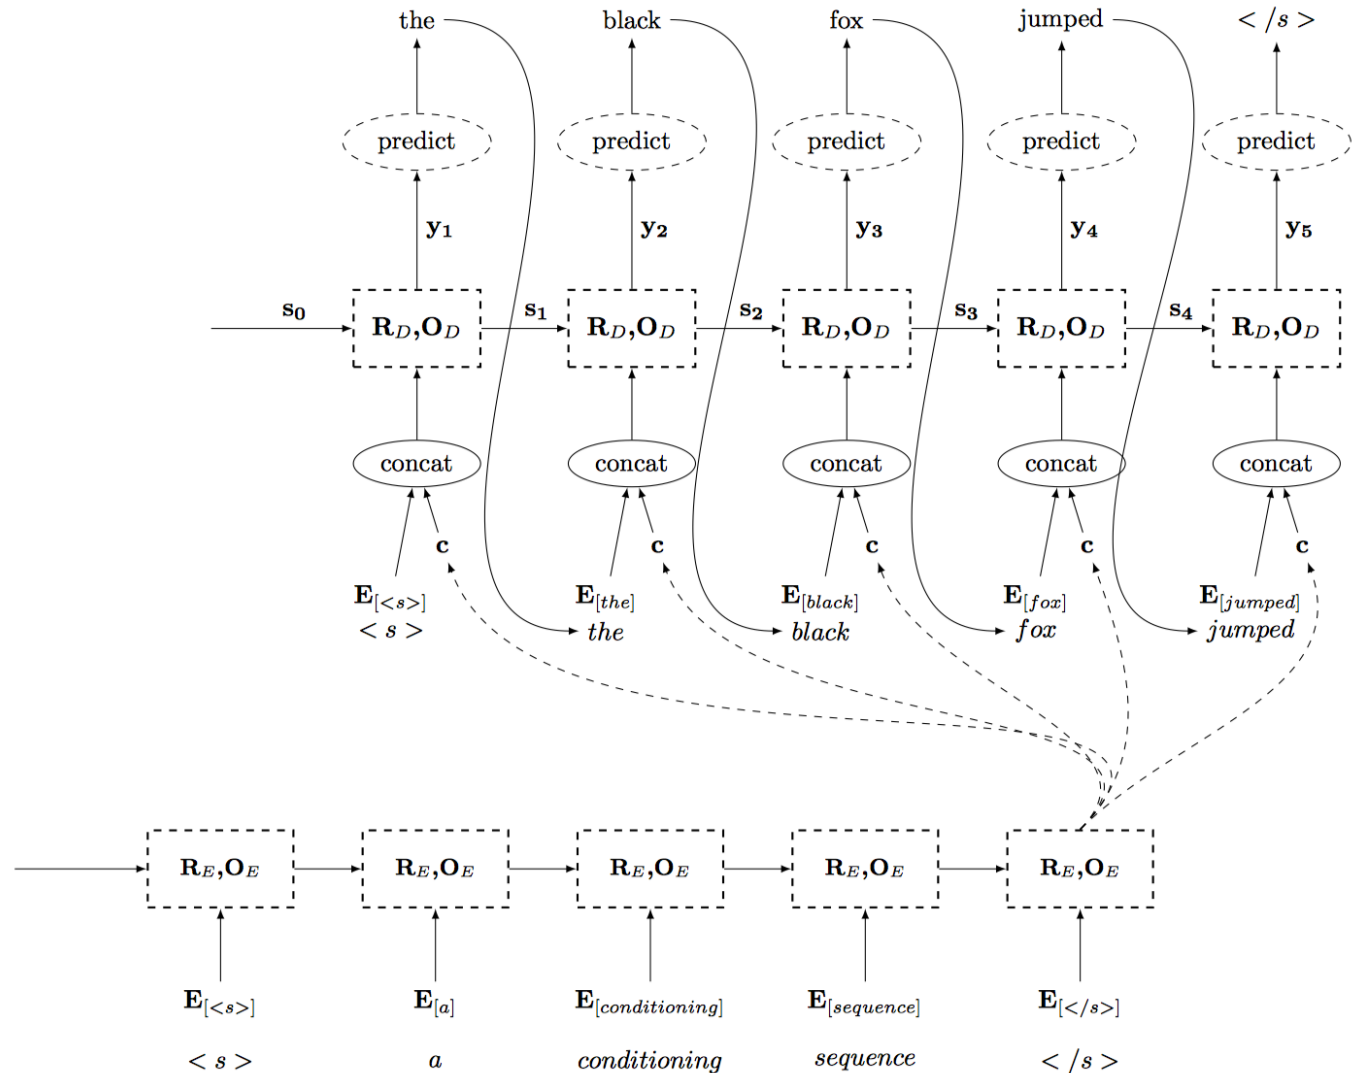 the black fox jumped < /s >
predict predict predict predict predict
y1 y2 y3 y4 y5
s0 s1 s2 s3 s4
RD,OD RD,OD RD,OD RD,OD RD,OD
concat concat concat concat concat
c c c c c
E[<s>] E[the] E[black] E[fox] E[jumped]
< s > the black fox jumped
RE,OE RE,OE RE,OE RE,OE RE,OE
E[<s>] E[a] E[conditioning] E[sequence] E[</s>]
< s > a conditioning sequence < /s >